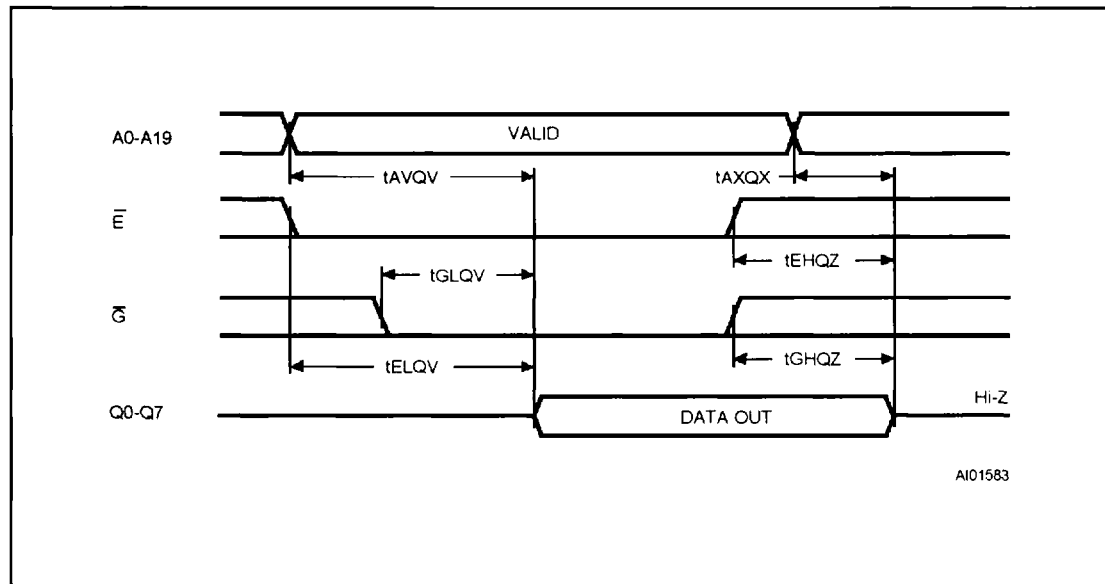 A0-A19
VALID
tAVQV
tAXQX
E̅
tEHQZ
tGLQV
G̅
tELQV
tGHQZ
Q0-Q7
DATA OUT
Hi-Z
AI01583